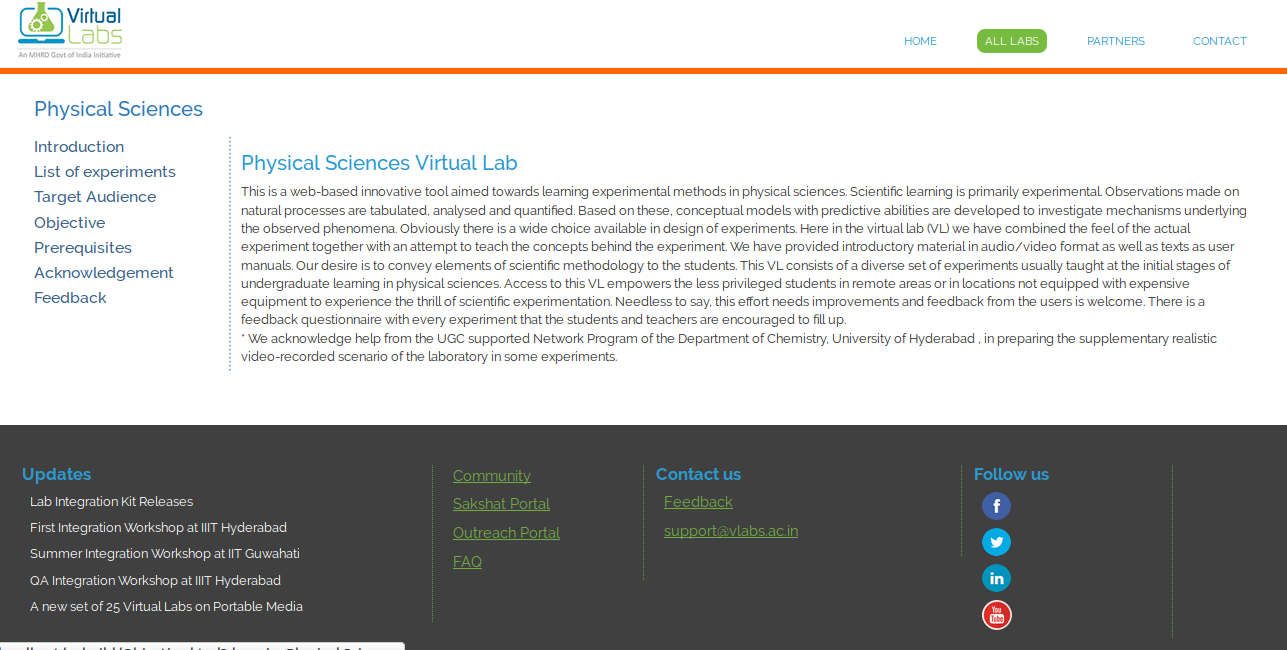 Virtual
Labs
An MHRD Govt of India Initiative
HOME
ALL LABS
PARTNERS
CONTACT
Physical Sciences
Introduction
List of experiments
Target Audience
Objective
Prerequisites
Acknowledgement
Feedback
Physical Sciences Virtual Lab
This is a web-based innovative tool aimed towards learning experimental methods in physical sciences. Scientific learning is primarily experimental. Observations made on
natural processes are tabulated, analysed and quantified. Based on these, conceptual models with predictive abilities are developed to investigate mechanisms underlying
the observed phenomena. Obviously there is a wide choice available in design of experiments. Here in the virtual lab (VL) we have combined the feel of the actual
experiment together with an attempt to teach the concepts behind the experiment. We have provided introductory material in audio/video format as well as texts as user
manuals. Our desire is to convey elements of scientific methodology to the students. This VL consists of a diverse set of experiments usually taught at the initial stages of
undergraduate learning in physical sciences. Access to this VL empowers the less privileged students in remote areas or in locations not equipped with expensive
equipment to experience the thrill of scientific experimentation. Needless to say, this effort needs improvements and feedback from the users is welcome. There is a
feedback questionnaire with every experiment that the students and teachers are encouraged to fill up.
* We acknowledge help from the UGC supported Network Program of the Department of Chemistry, University of Hyderabad , in preparing the supplementary realistic
video-recorded scenario of the laboratory in some experiments.
Updates
Lab Integration Kit Releases
First Integration Workshop at IIIT Hyderabad
Summer Integration Workshop at IIT Guwahati
QA Integration Workshop at IIIT Hyderabad
A new set of 25 Virtual Labs on Portable Media
Community
Sakshat Portal
Outreach Portal
FAQ
Contact us
Feedback
support@vlabs.ac.in
Follow us
f
in
You
Tube